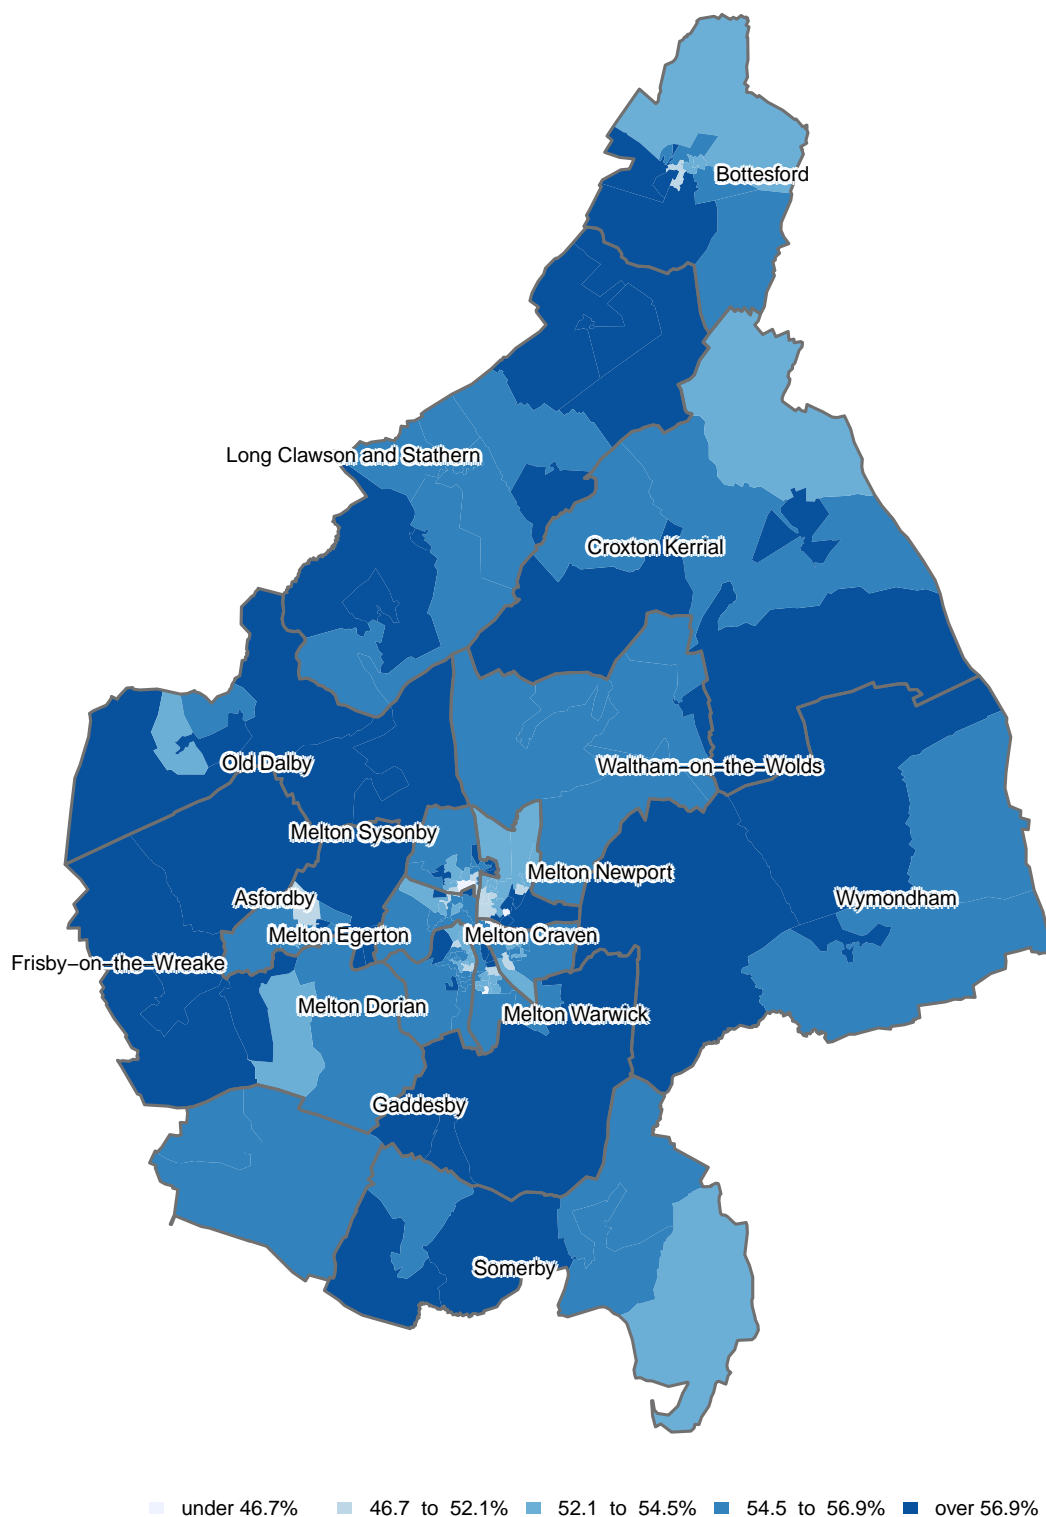 Bottesford
Long Clawson and Stathern
Croxton Kerrial
Old Dalby
Waltham−on−the−Wolds
Melton Sysonby
Melton Newport
Asfordby
Wymondham
Melton Egerton
Melton Craven
Frisby−on−the−Wreake
Melton Dorian
Melton Warwick
Gaddesby
Somerby
under 46.7% 46.7 to 52.1% 52.1 to 54.5% 54.5 to 56.9% over 56.9%